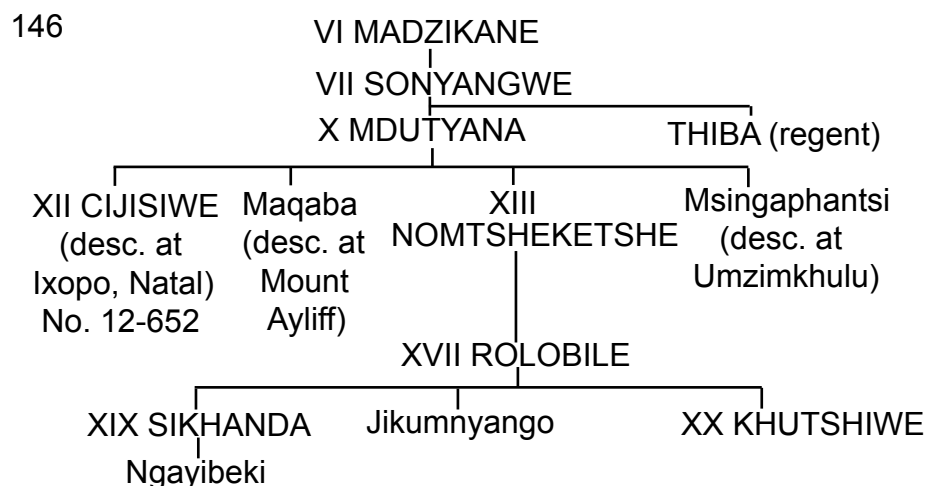 146
VI MADZIKANE
VII SONYANGWE
X MDUTYANA
THIBA (regent)
XII CIJISIWE
(desc. at
Ixopo, Natal)
No. 12-652
Maqaba
(desc. at
Mount
Ayliff)
XIII
NOMTSHEKETSHE
Msingaphantsi
(desc. at
Umzimkhulu)
XVII ROLOBILE
XIX SIKHANDA
Jikumnyango
XX KHUTSHIWE
Ngayibeki